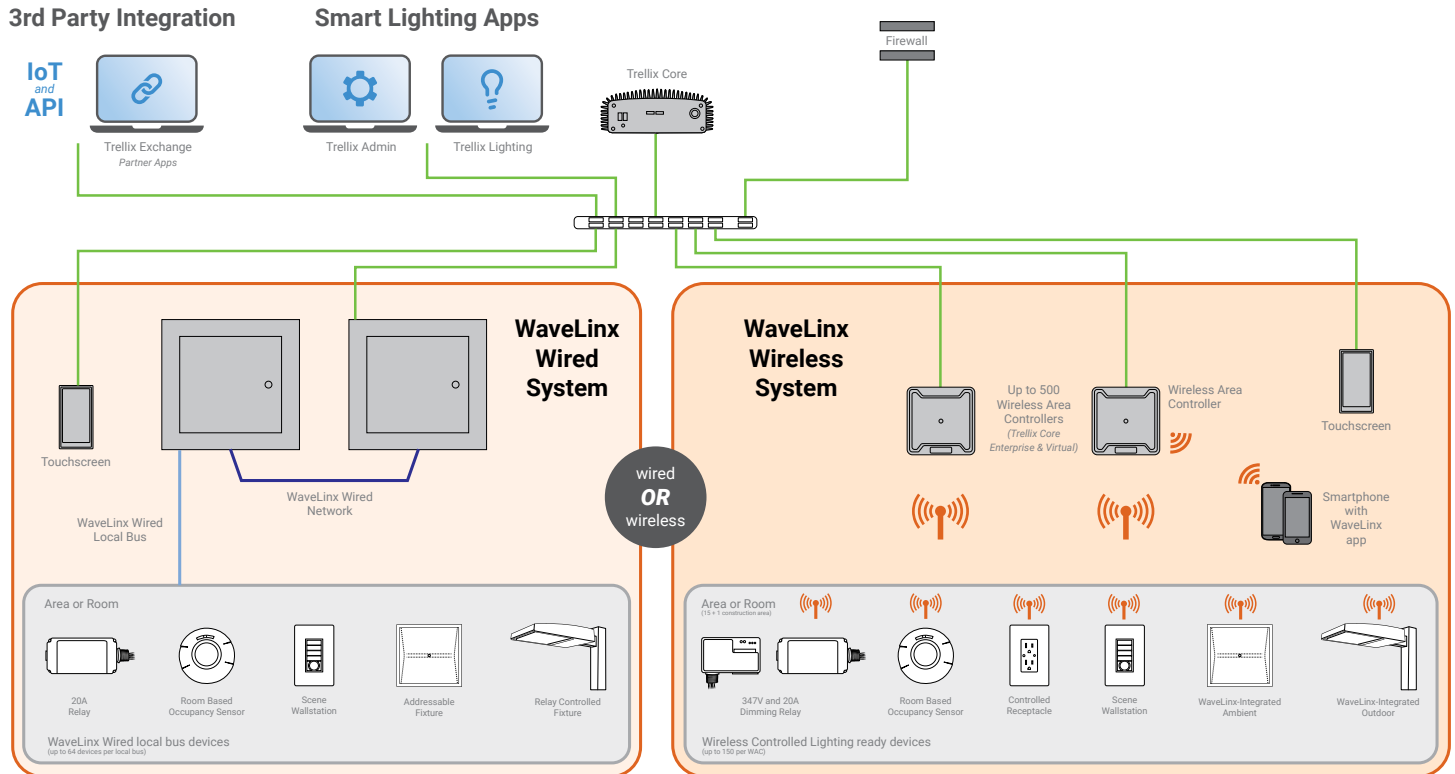 3rd Party Integration
Smart Lighting Apps
Firewall
IoT
and
API
Trellix Core
Trellix Exchange
Partner Apps
Trellix Admin
Trellix Lighting
WaveLinx
Wired
System
WaveLinx
Wireless
System
Touchscreen
WaveLinx Wired
Network
WaveLinx Wired
Local Bus
wired
OR
wireless
Up to 500
Wireless Area
Controllers
(Trellix Core
Enterprise & Virtual)
Wireless Area
Controller
Touchscreen
Smartphone
with
WaveLinx
app
Area or Room
20A
Relay
Room Based
Occupancy Sensor
Scene
Wallstation
Addressable
Fixture
Relay Controlled
Fixture
WaveLinx Wired local bus devices
(up to 64 devices per local bus)
Area or Room
(15 + 1 construction area)
347V and 20A
Dimming Relay
Room Based
Occupancy Sensor
Controlled
Receptacle
Scene
Wallstation
WaveLinx-Integrated
Ambient
WaveLinx-Integrated
Outdoor
Wireless Controlled Lighting ready devices
(up to 150 per WAC)